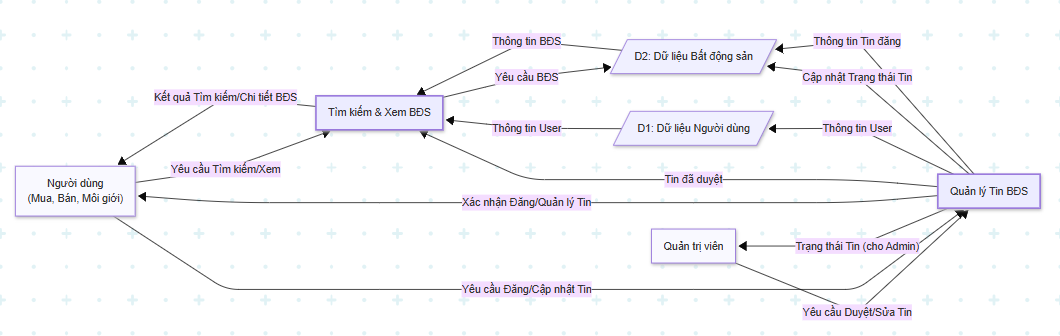 Thông tin BĐS
D2: Dữ liệu Bất động sản
Thông tin Tin đăng
Yêu cầu BĐS
Cập nhật Trạng thái Tin
Kết quả Tìm kiếm/Chi tiết BĐS
Tìm kiếm & Xem BĐS
Thông tin User
D1: Dữ liệu Người dùng
Thông tin User
Yêu cầu Tìm kiếm/Xem
Tin đã duyệt
Người dùng
(Mua, Bán, Môi giới)
Xác nhận Đăng/Quản lý Tin
Quản lý Tin BĐS
Quản trị viên
Trạng thái Tin (cho Admin)
Yêu cầu Đăng/Cập nhật Tin
Yêu cầu Duyệt/Sửa Tin